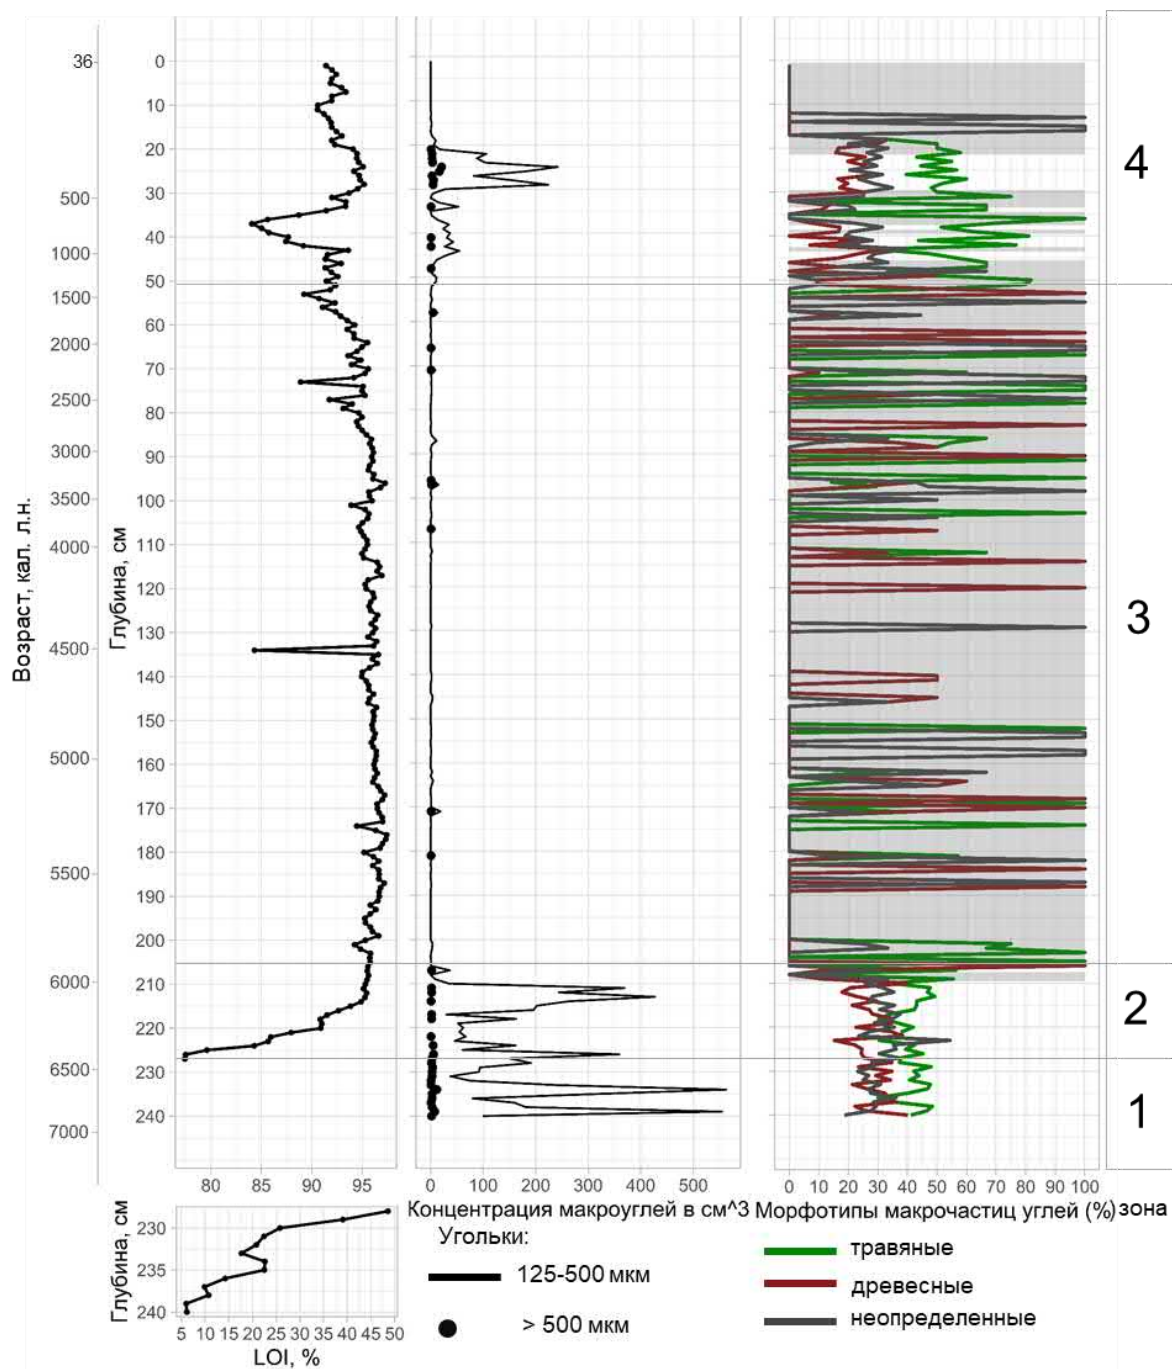 Возраст, кал. л.н.
36
500
1000
1500
2000
2500
3000
3500
4000
4500
5000
5500
6000
6500
7000
Глубина, см
0
10
20
30
40
50
60
70
80
90
100
110
120
130
140
150
160
170
180
190
200
210
220
230
240
4
3
2
1
80 85 90 95
0 100 200 300 400 500
0 10 20 30 40 50 60 70 80 90 100
Концентрация макроуглей в см^3
Морфотипы макрочастиц углей (%)
зона
Глубина, см
230
235
240
5 10 15 20 25 30 35 40 45 50
LOI, %
Угольки:
125-500 мкм
> 500 мкм
травяные
древесные
неопределенные